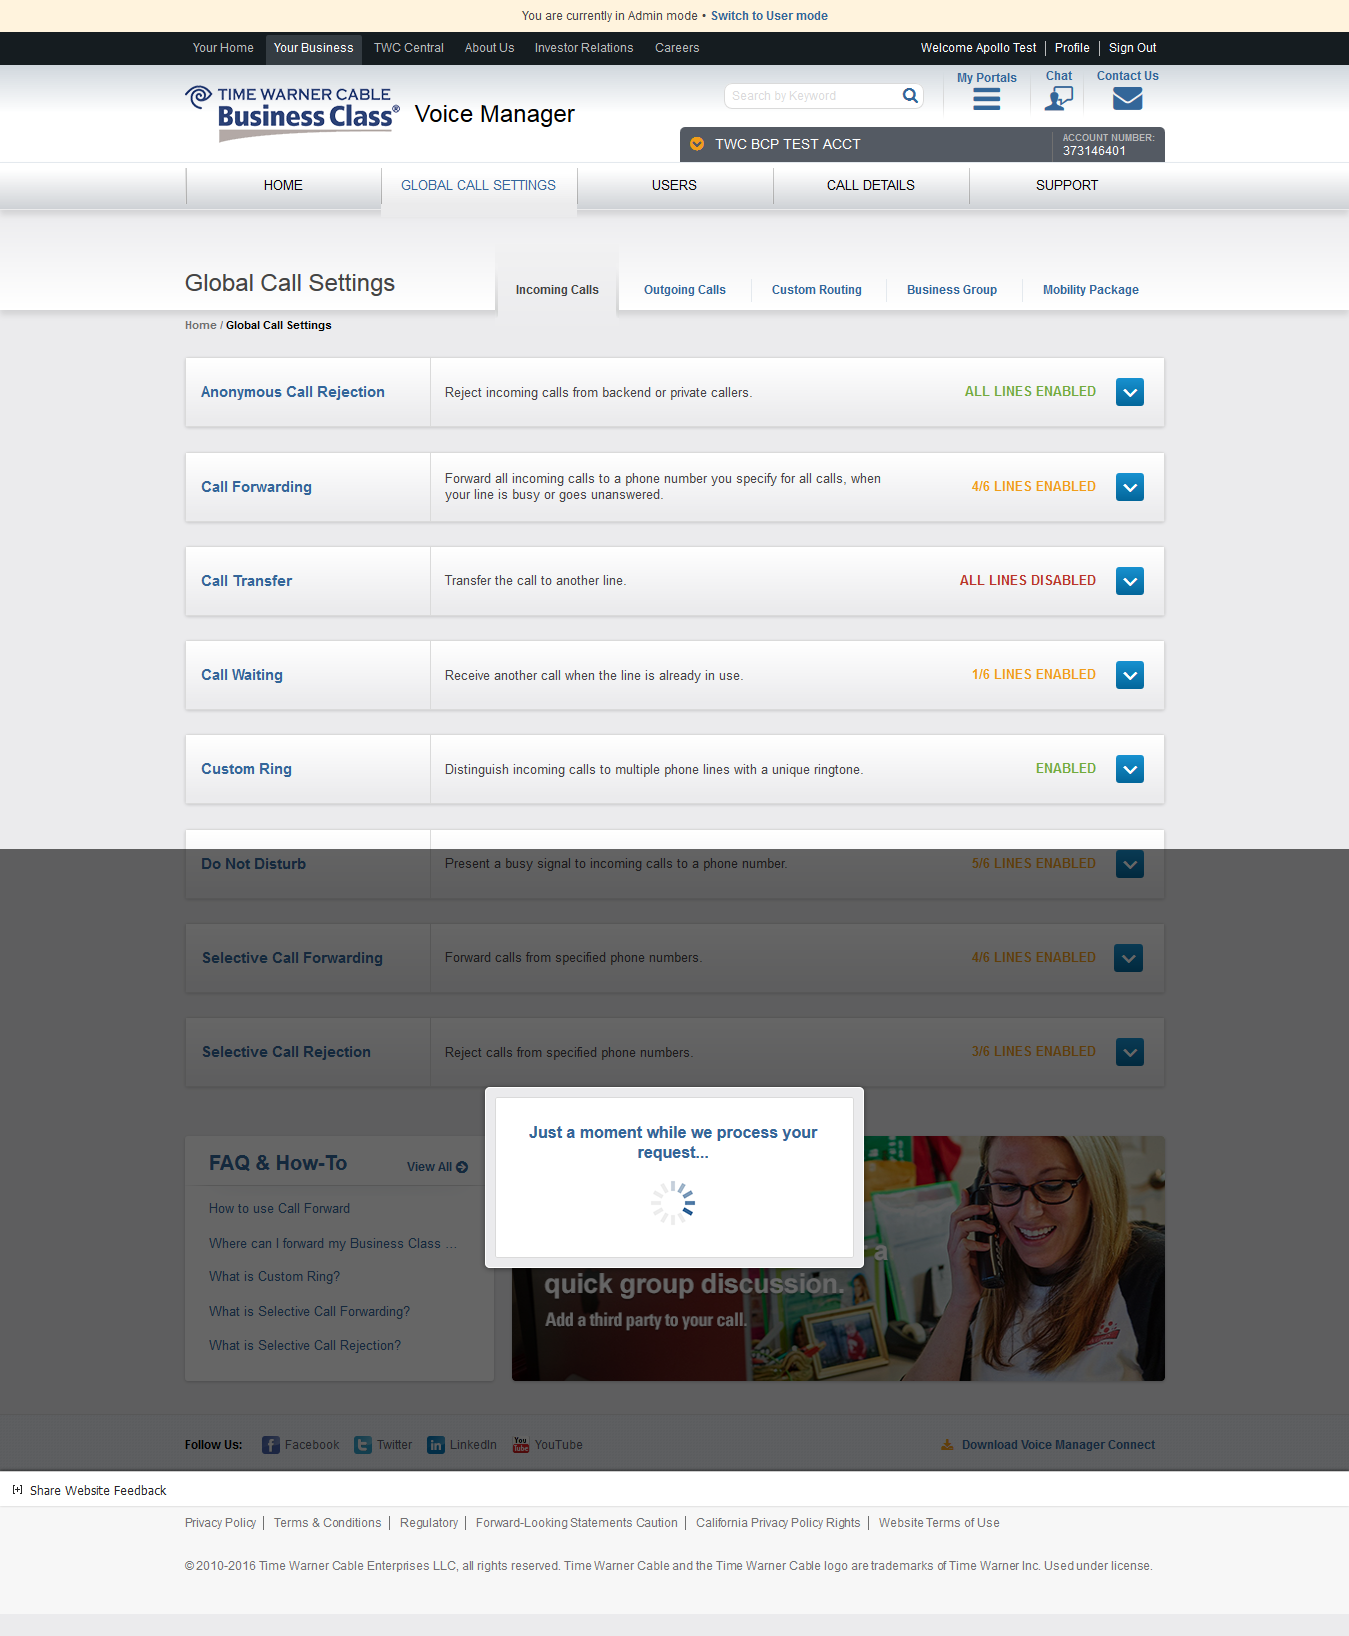 You are currently in Admin mode • Switch to User mode
Your Home Your Business TWC Central About Us Investor Relations Careers Welcome Apollo Test Profile Sign Out
My Portals Chat Contact Us
TIME WARNER CABLE
Business Class®
Voice Manager
Search by Keyword
TWC BCP TEST ACCT
ACCOUNT NUMBER:
373146401
HOME GLOBAL CALL SETTINGS USERS CALL DETAILS SUPPORT
Global Call Settings
Incoming Calls Outgoing Calls Custom Routing Business Group Mobility Package
Home / Global Call Settings
Anonymous Call Rejection Reject incoming calls from backend or private callers. ALL LINES ENABLED
Call Forwarding
Forward all incoming calls to a phone number you specify for all calls, when
your line is busy or goes unanswered.
4/6 LINES ENABLED
Call Transfer Transfer the call to another line. ALL LINES DISABLED
Call Waiting Receive another call when the line is already in use. 1/6 LINES ENABLED
Custom Ring Distinguish incoming calls to multiple phone lines with a unique ringtone. ENABLED
Do Not Disturb Present a busy signal to incoming calls to a phone number. 5/6 LINES ENABLED
Selective Call Forwarding Forward calls from specified phone numbers. 4/6 LINES ENABLED
Selective Call Rejection Reject calls from specified phone numbers. 3/6 LINES ENABLED
Just a moment while we process your
request...
FAQ & How-To View All
How to use Call Forward
Where can I forward my Business Class ...
What is Custom Ring?
What is Selective Call Forwarding?
What is Selective Call Rejection?
a
quick group discussion.
Add a third party to your call.
Follow Us: Facebook Twitter LinkedIn YouTube Download Voice Manager Connect
[+] Share Website Feedback
Privacy Policy Terms & Conditions Regulatory Forward-Looking Statements Caution California Privacy Policy Rights Website Terms of Use
© 2010-2016 Time Warner Cable Enterprises LLC, all rights reserved. Time Warner Cable and the Time Warner Cable logo are trademarks of Time Warner Inc. Used under license.